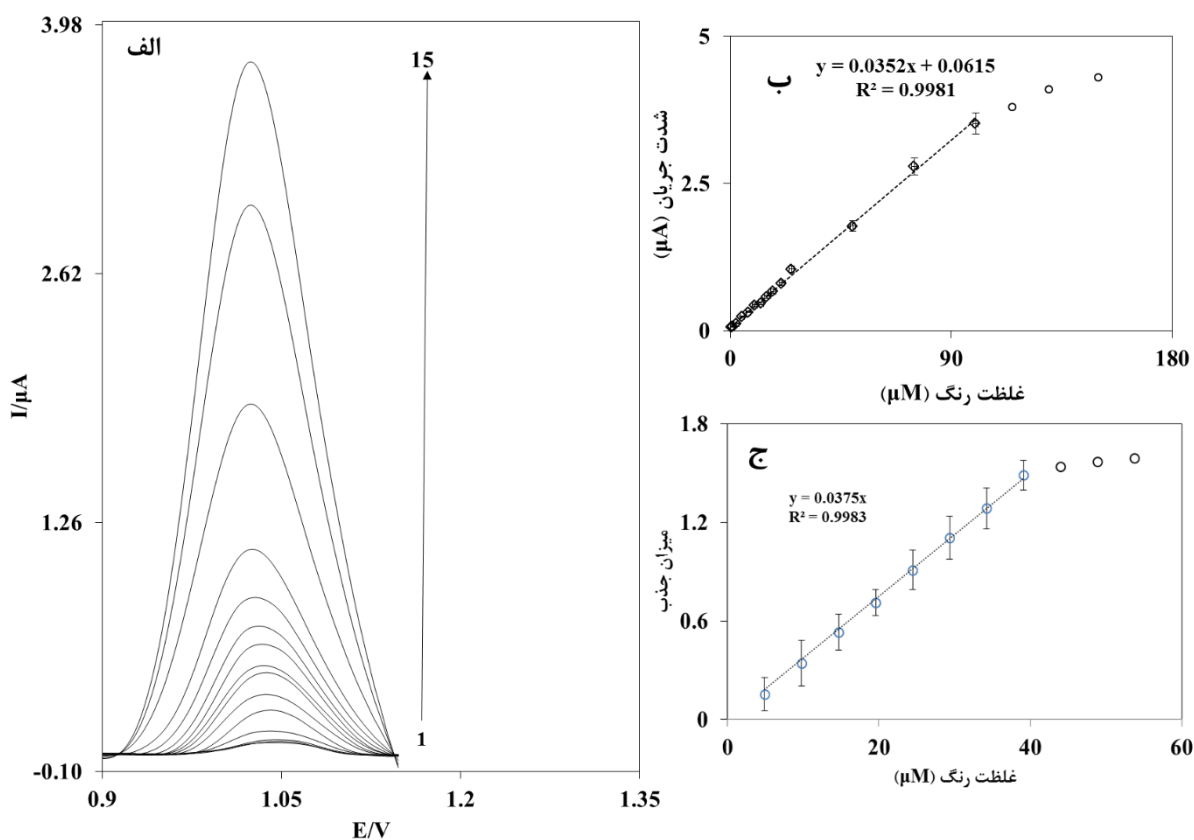 3.98
2.62
1.26
-0.10
I/µA
الف
15
1
0.9
1.05
1.2
1.35
E/V
ب
y = 0.0352x + 0.0615
R² = 0.9981
5
2.5
0
شدت جریان (µA)
0
90
180
غلظت رنگ (µM)
ج
y = 0.0375x
R² = 0.9983
1.8
1.2
0.6
0
میزان جذب
0
20
40
60
غلظت رنگ (µM)